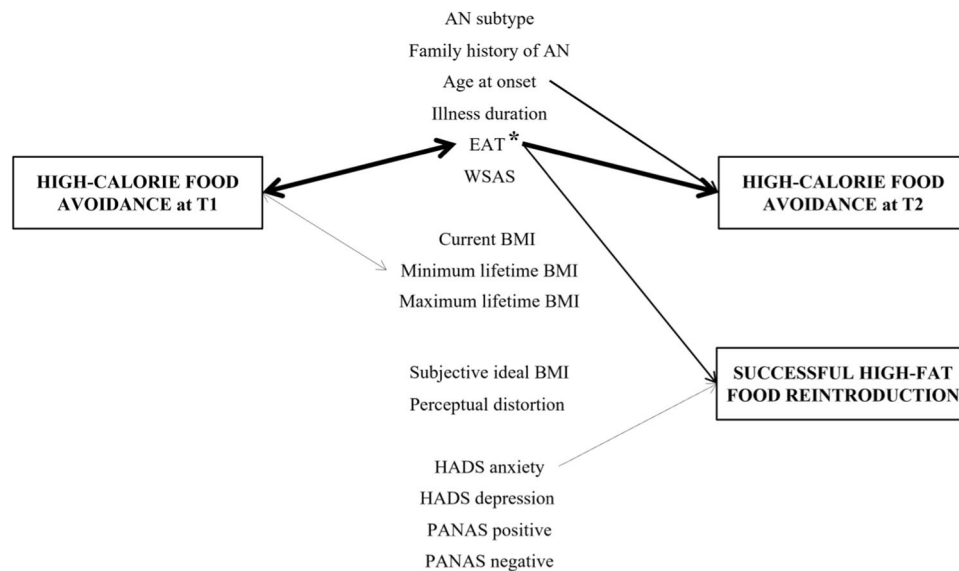 AN subtype
Family history of AN
Age at onset
Illness duration
EAT *
WSAS
HIGH-CALORIE FOOD
AVOIDANCE at T1
HIGH-CALORIE FOOD
AVOIDANCE at T2
Current BMI
Minimum lifetime BMI
Maximum lifetime BMI
Subjective ideal BMI
Perceptual distortion
SUCCESSFUL HIGH-FAT
FOOD REINTRODUCTION
HADS anxiety
HADS depression
PANAS positive
PANAS negative